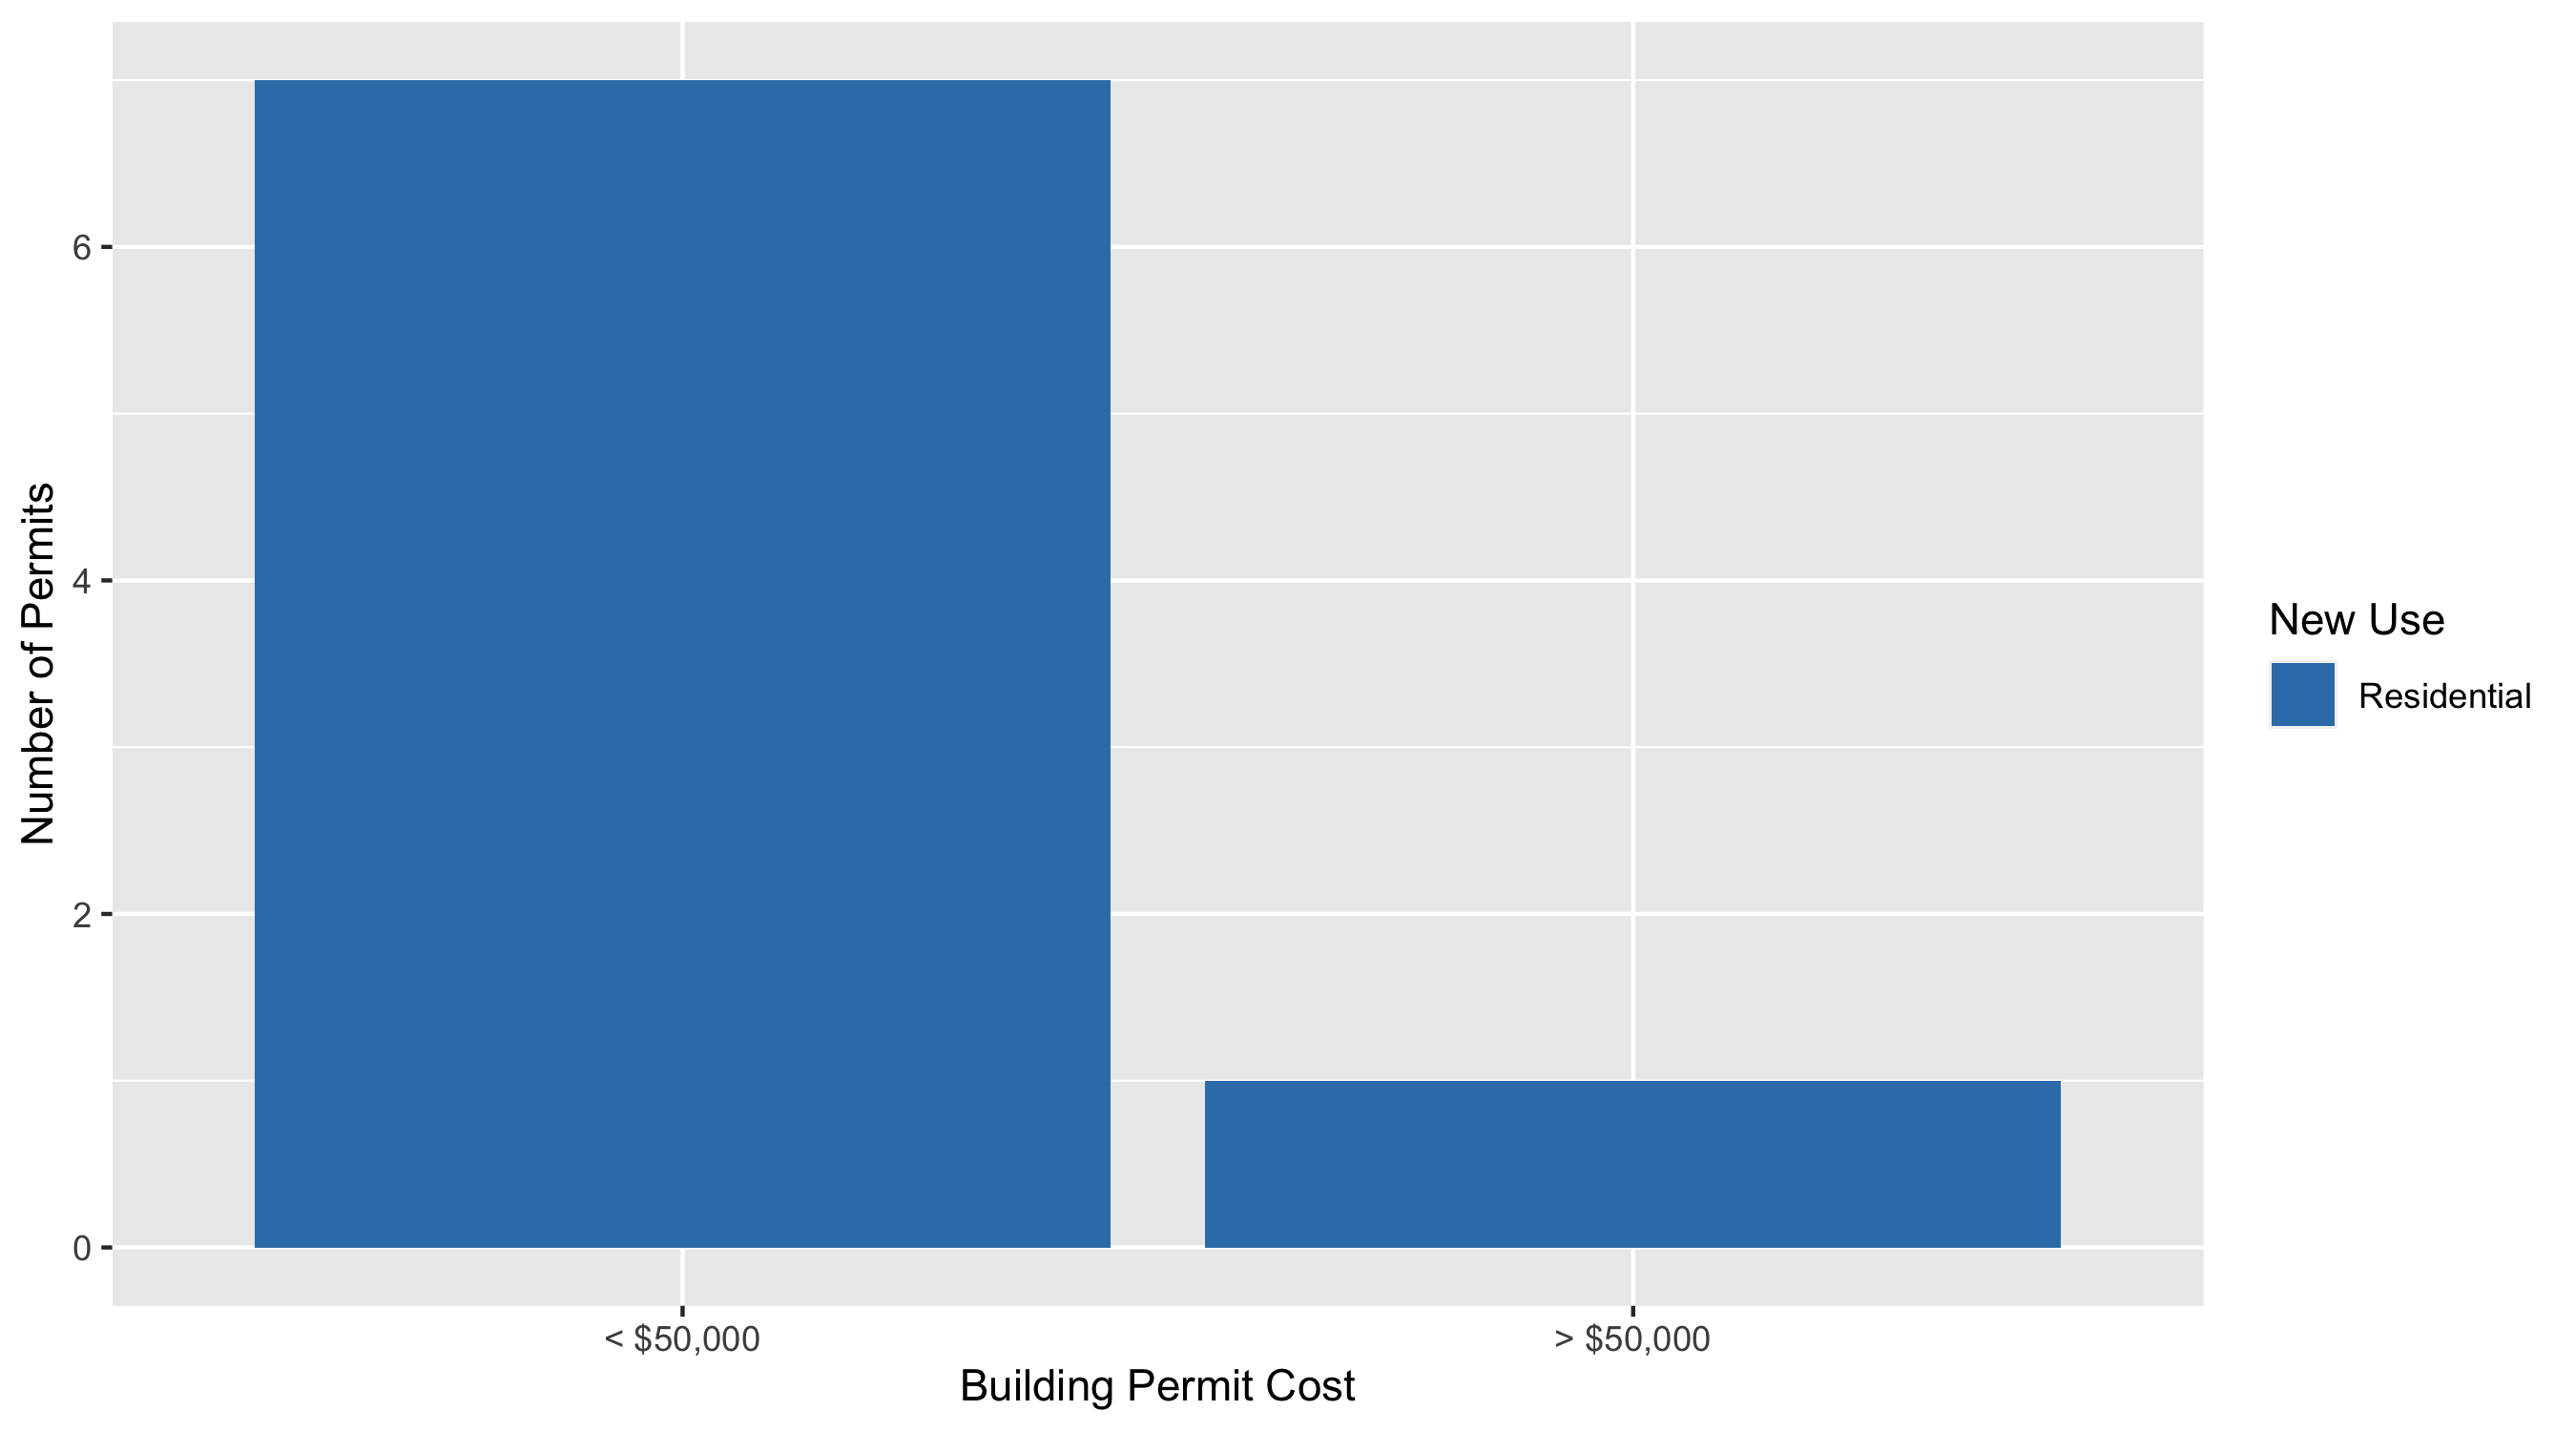 Number of Permits
6
4
2
0
< $50,000
> $50,000
Building Permit Cost
New Use
Residential